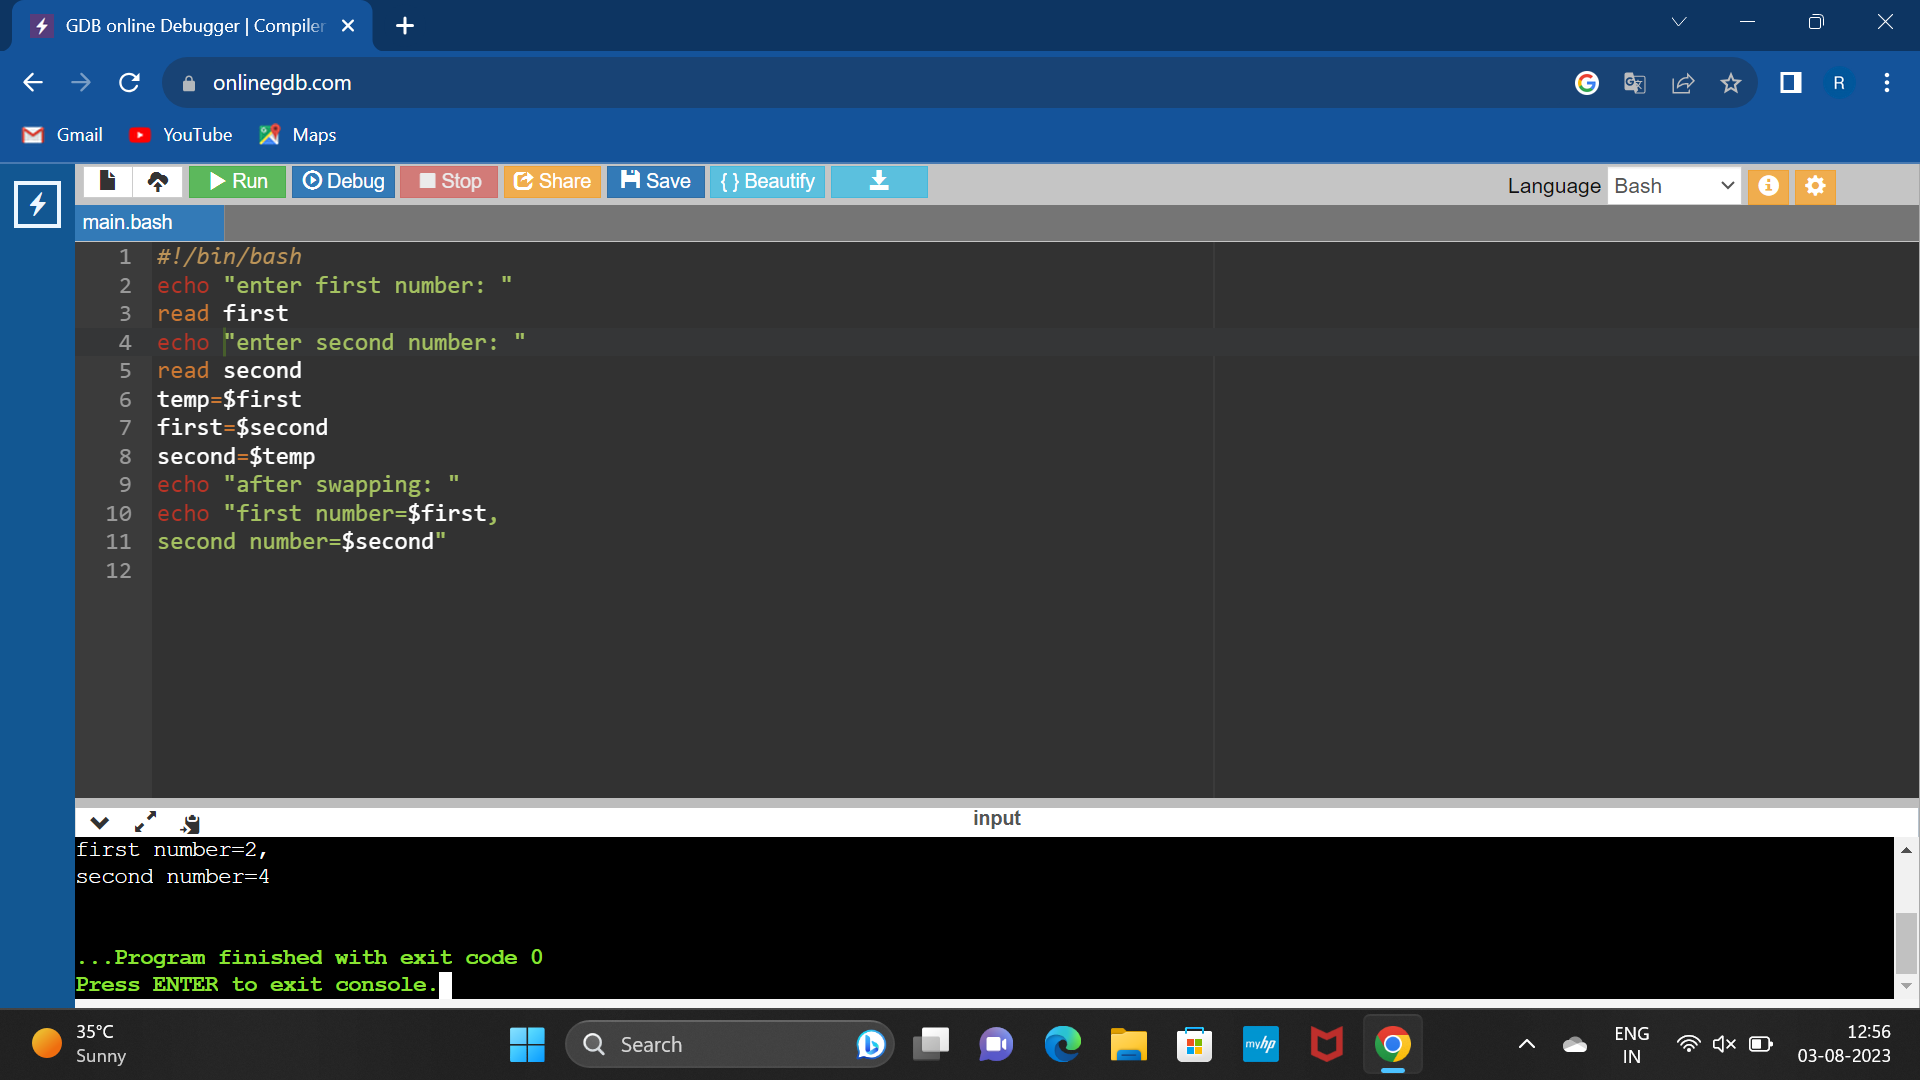 GDB online Debugger | Compiler
onlinegdb.com
R
Gmail
YouTube
Maps
Run
Debug
Stop
Share
Save
{ } Beautify
Language
Bash
main.bash
1 #!/bin/bash
2 echo "enter first number: "
3 read first
4 echo "enter second number: "
5 read second
6 temp=$first
7 first=$second
8 second=$temp
9 echo "after swapping: "
10 echo "first number=$first,
11 second number=$second"
12
input
first number=2,
second number=4
...Program finished with exit code 0
Press ENTER to exit console.
35°C
Sunny
Search
myhp
ENG
IN
12:56
03-08-2023